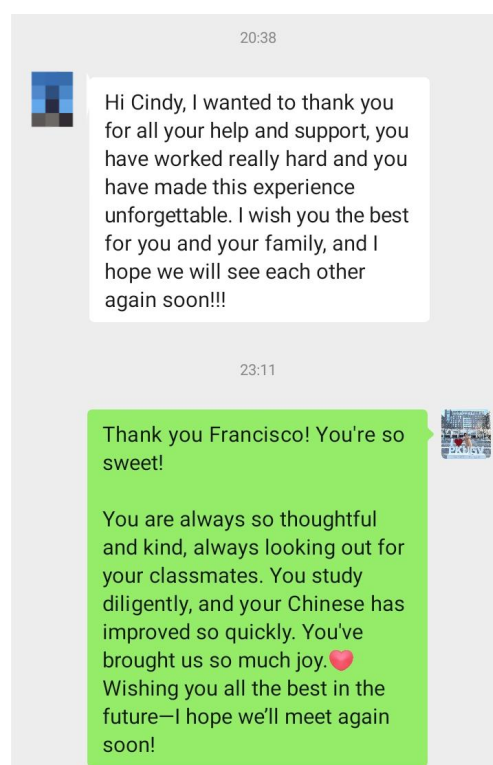 20:38
Hi Cindy, I wanted to thank you
for all your help and support, you
have worked really hard and you
have made this experience
unforgettable. I wish you the best
for you and your family, and I
hope we will see each other
again soon!!!
23:11
Thank you Francisco! You're so
sweet!
You are always so thoughtful
and kind, always looking out for
your classmates. You study
diligently, and your Chinese has
improved so quickly. You've
brought us so much joy.❤️
Wishing you all the best in the
future—I hope we’ll meet again
soon!